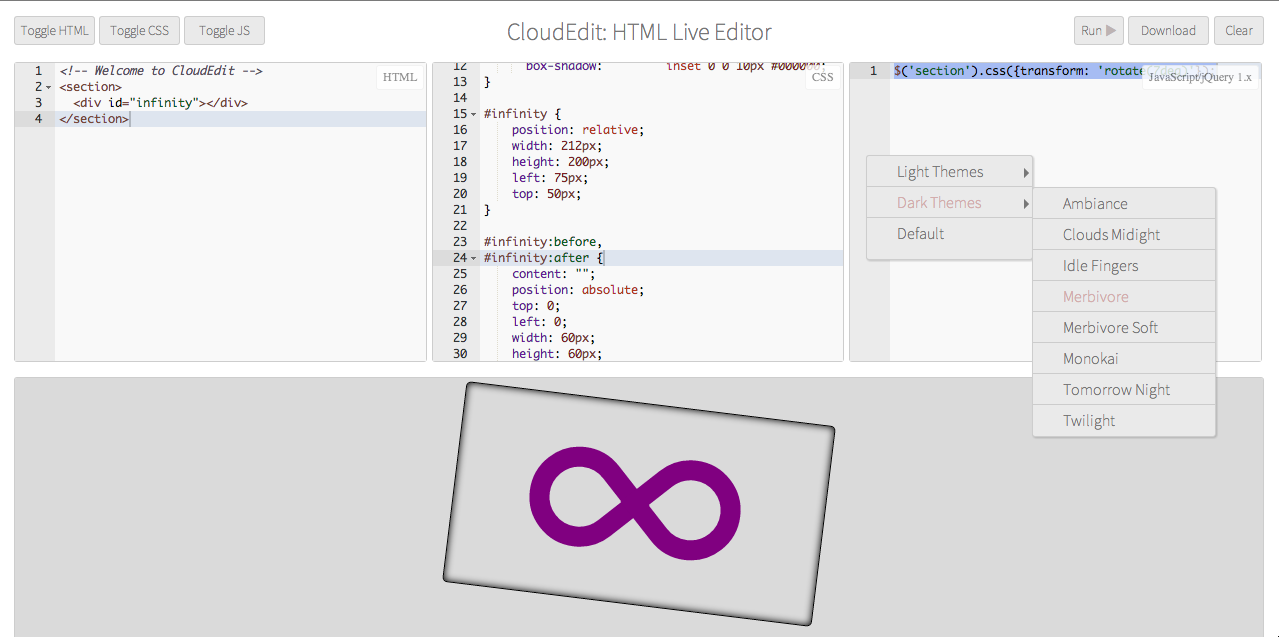 Toggle HTML
Toggle CSS
Toggle JS
CloudEdit: HTML Live Editor
Run
Download
Clear
HTML
1 <!-- Welcome to CloudEdit -->
2 <section>
3 <div id="infinity"></div>
4 </section>
CSS
12 box-shadow: inset 0 0 10px #000000;
13 }
14
15 #infinity {
16 position: relative;
17 width: 212px;
18 height: 200px;
19 left: 75px;
20 top: 50px;
21 }
22
23 #infinity:before,
24 #infinity:after {
25 content: "";
26 position: absolute;
27 top: 0;
28 left: 0;
29 width: 60px;
30 height: 60px;
JavaScript/jQuery 1.x
1 $('section').css({transform: 'rotate(7deg)'});
Light Themes
Dark Themes
Default
Ambiance
Clouds Midight
Idle Fingers
Merbivore
Merbivore Soft
Monokai
Tomorrow Night
Twilight